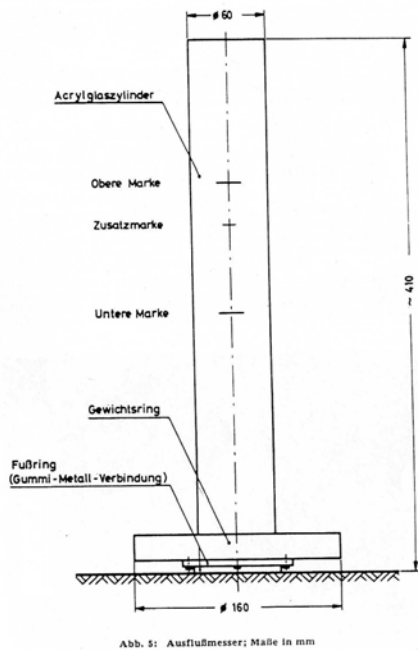 ø60
Acrylglaszylinder
Obere Marke
Zusatzmarke
~ 410
Untere Marke
Gewichtsring
Fußring
(Gummi-Metall-Verbindung)
ø 160
Abb. 5: Ausflußmesser; Maße in mm